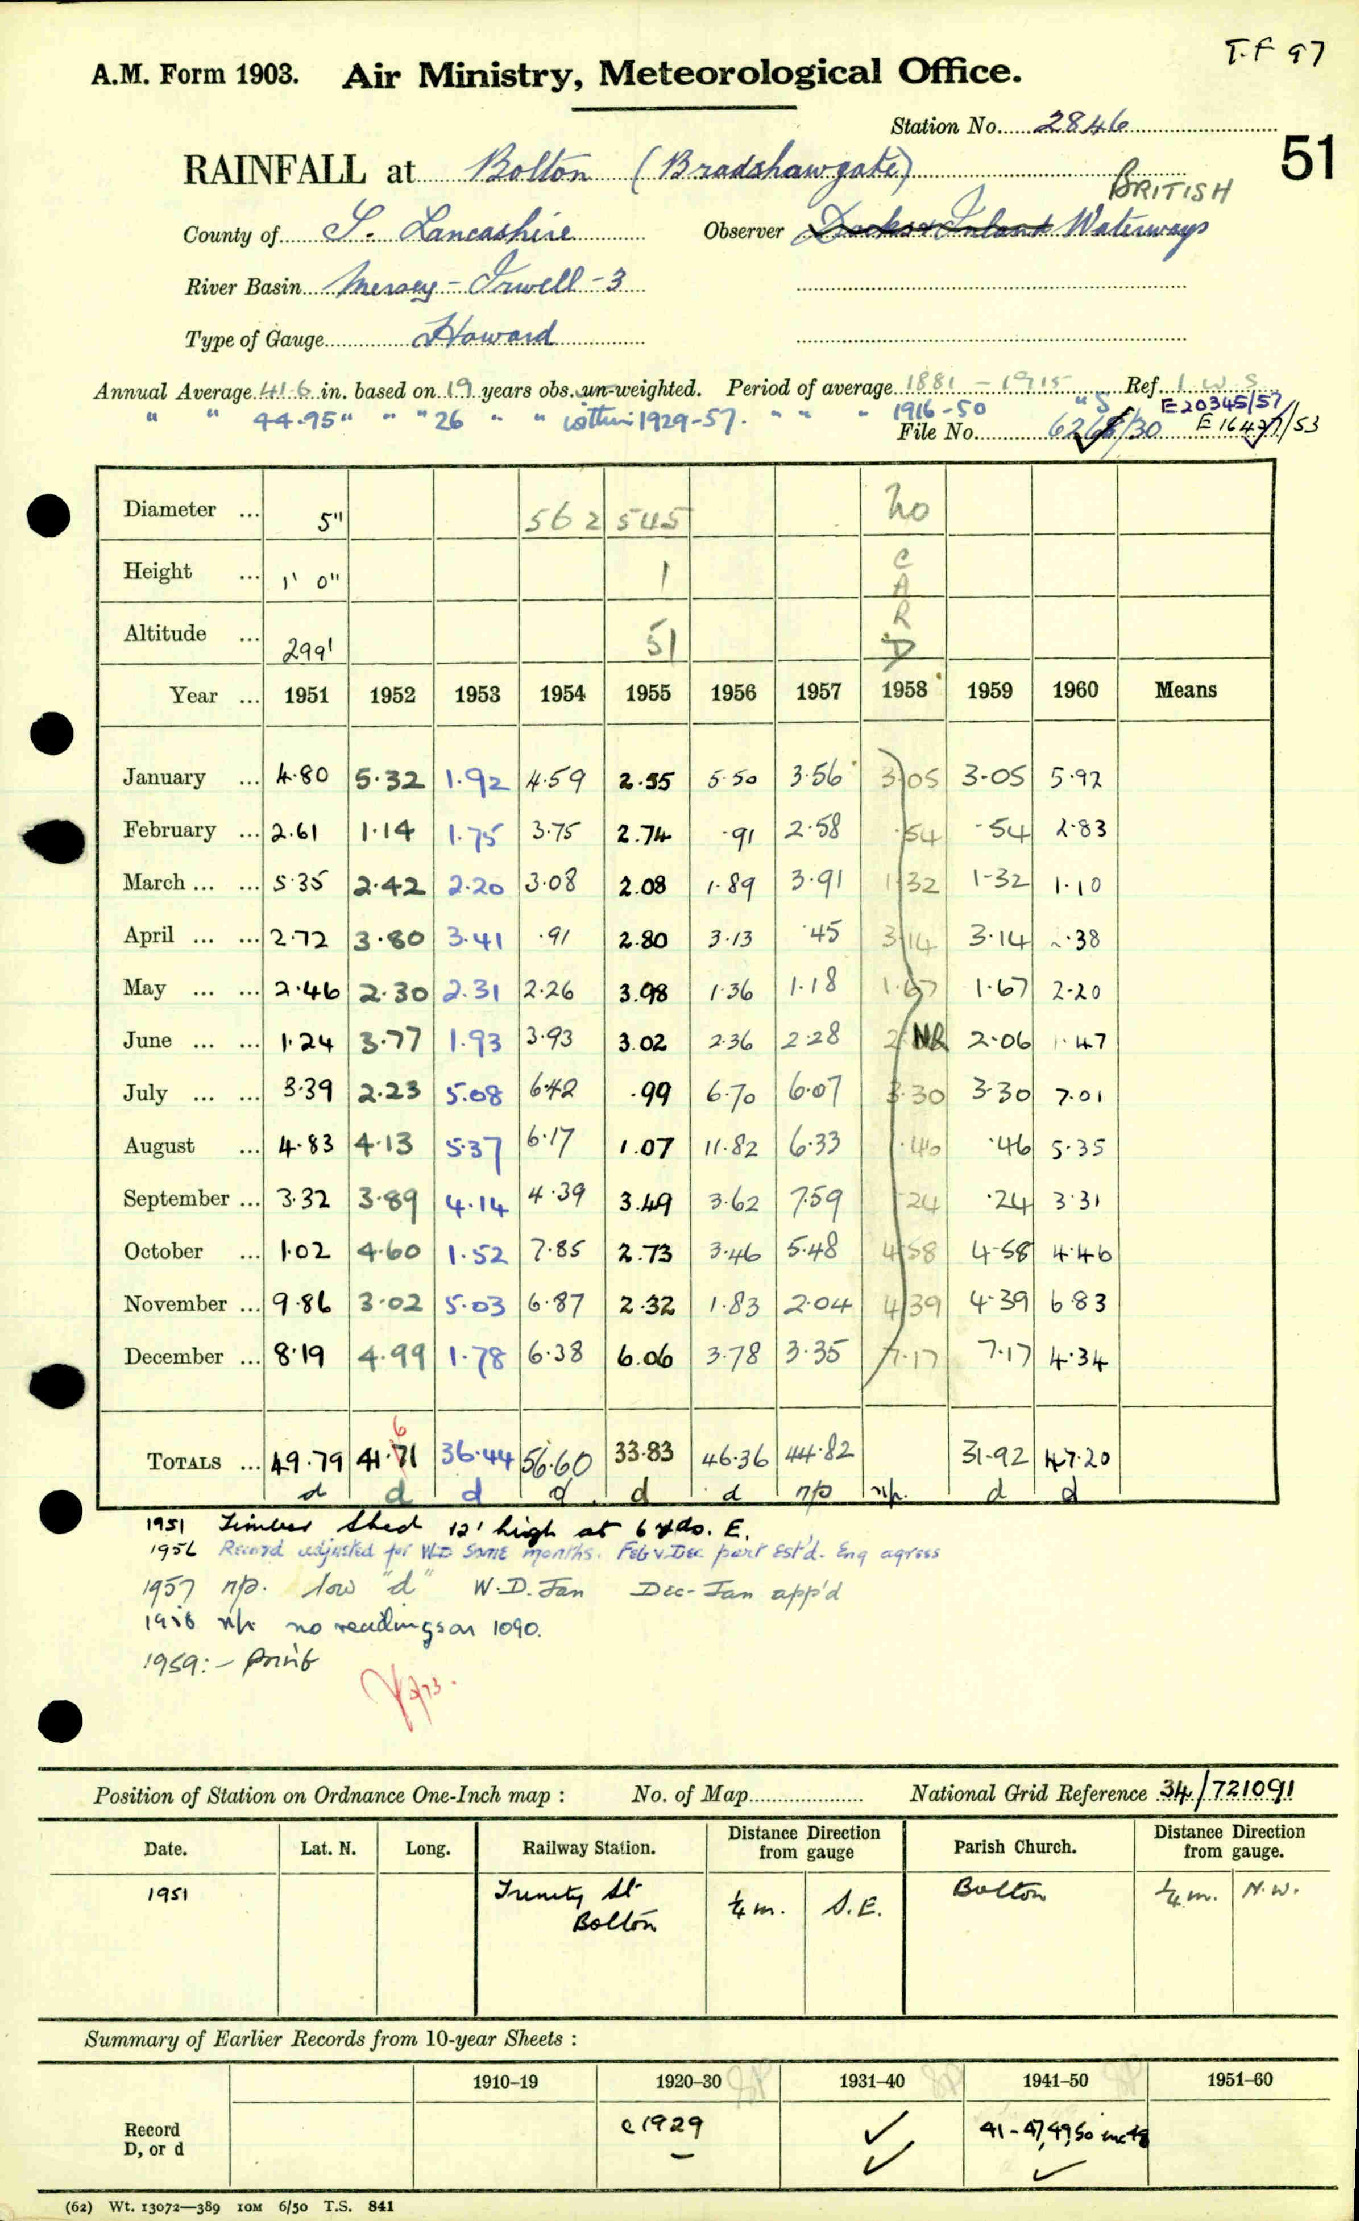 T.F 97
A.M. Form 1903. Air Ministry, Meteorological Office.
Station No. 2846
51
RAINFALL at Bolton (Bradshawgate)
BRITISH
County of S. Lancashire Observer Docks & Inland Waterways
River Basin Mersey - Irwell - 3
Type of Gauge Howard
Annual Average 41.6 in. based on 19 years obs. un-weighted. Period of average 1881 - 1915 Ref. I W S
" " 44.95 " " " 26 " " within 1929-57. " " " 1916-50 " S E20345/57
File No. /30 /53
Diameter ... 5" 562 545 No
Height ... 1' 0" 1 C A
Altitude ... 299' 51 R D
Year ... 1951 1952 1953 1954 1955 1956 1957 1958 1959 1960 Means
January ... 4.80 5.32 1.92 4.59 2.55 5.50 3.56 3.05 3.05 5.92
February ... 2.61 1.14 1.75 3.75 2.74 .91 2.58 .54 .54 2.83
March ... ... 5.35 2.42 2.20 3.08 2.08 1.89 3.91 1.32 1.32 1.10
April ... ... 2.72 3.80 3.41 .91 2.80 3.13 .45 3.14 3.14 2.38
May ... ... 2.46 2.30 2.31 2.26 3.98 1.36 1.18 1.67 1.67 2.20
June ... ... 1.24 3.77 1.93 3.93 3.02 2.36 2.28 NR 2.06 1.47
July ... ... 3.39 2.23 5.08 6.42 .99 6.70 6.07 3.30 3.30 7.01
August ... 4.83 4.13 5.37 6.17 1.07 11.82 6.33 .46 .46 5.35
September ... 3.32 3.89 4.14 4.39 3.49 3.62 7.59 .24 .24 3.31
October ... 1.02 4.60 1.52 7.85 2.73 3.46 5.48 4.58 4.58 4.46
November ... 9.86 3.02 5.03 6.87 2.32 1.83 2.04 4.39 4.39 6.83
December ... 8.19 4.99 1.78 6.38 6.06 3.78 3.35 7.17 7.17 4.34
6
TOTALS ... 49.79 41.71 36.44 56.60 33.83 46.36 44.82 31.92 47.20
d d d d d d n/p n/p. d d
1951 Timber Shed 12' high at 6 yds. E.
1956 Record adjusted for WD SOME months. Feb & Dec part Est'd. Eng agrees
1957 n/p. low "d" W.D. Jan Dec-Jan app'd
1958 n/p no readings on 1090.
1959:- print
Position of Station on Ordnance One-Inch map : No. of Map National Grid Reference 34/721091
Date. Lat. N. Long. Railway Station. Distance from Direction gauge Parish Church. Distance from Direction gauge.
1951 Trinity St Bolton ¼ m. S.E. Bolton ¼ m. N.W.
Summary of Earlier Records from 10-year Sheets :
1910–19 1920–30 1931–40 1941–50 1951–60
Record c 1929 ✓ 41-47, 49, 50 inc 48
D, or d – ✓ ✓
(62) Wt. 13072—389 10M 6/50 T.S. 841